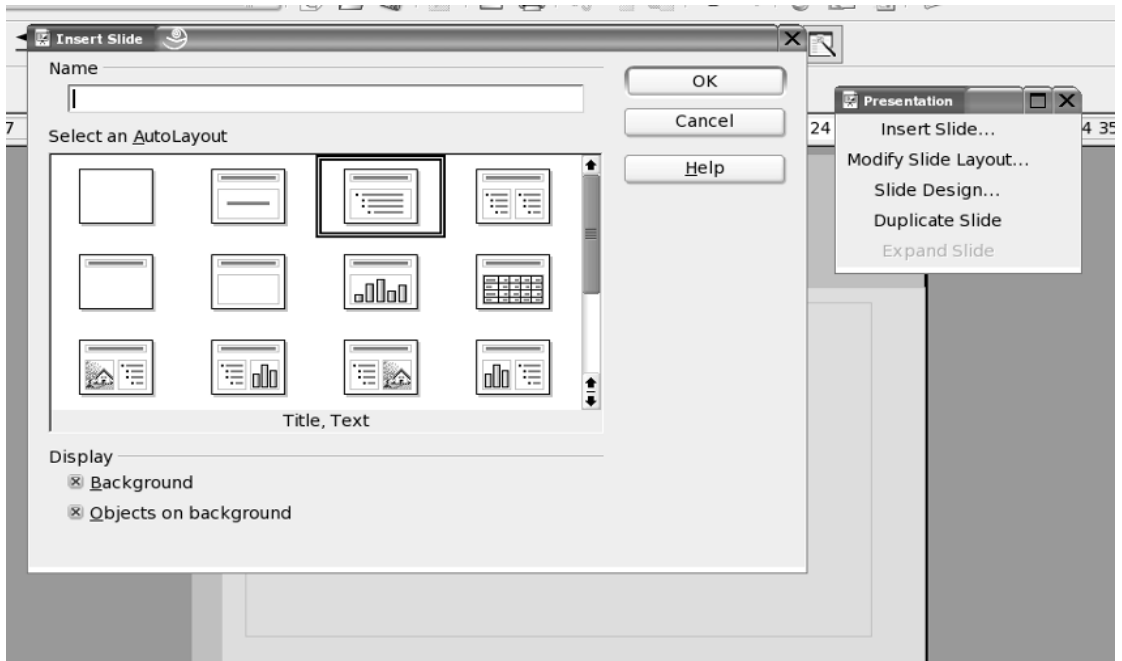 Insert Slide
Name
OK
Cancel
Help
Select an AutoLayout
Title, Text
Display
Background
Objects on background
7
24
4 35
Presentation
Insert Slide...
Modify Slide Layout...
Slide Design...
Duplicate Slide
Expand Slide